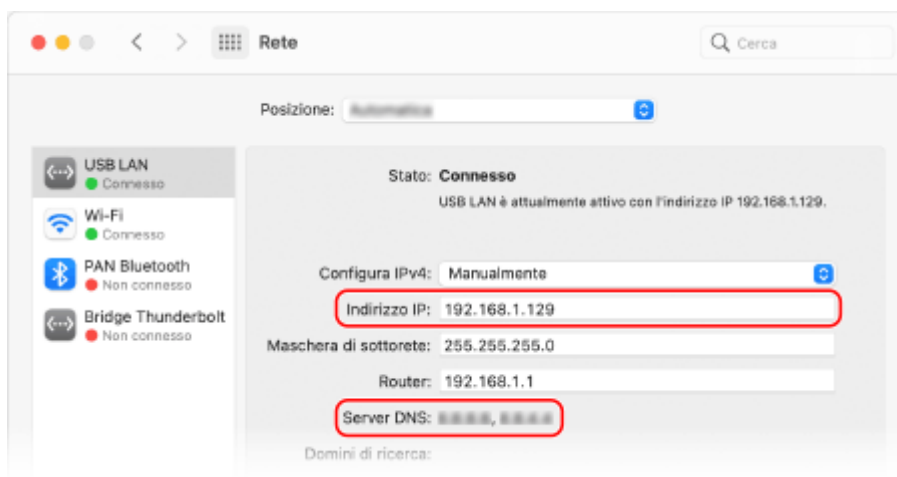 Rete
Cerca
Posizione:
USB LAN
Connesso
Wi-Fi
Connesso
PAN Bluetooth
Non connesso
Bridge Thunderbolt
Non connesso
Stato: Connesso
USB LAN è attualmente attivo con l'indirizzo IP 192.168.1.129.
Configura IPv4: Manualmente
Indirizzo IP: 192.168.1.129
Maschera di sottorete: 255.255.255.0
Router: 192.168.1.1
Server DNS:
Domini di ricerca: